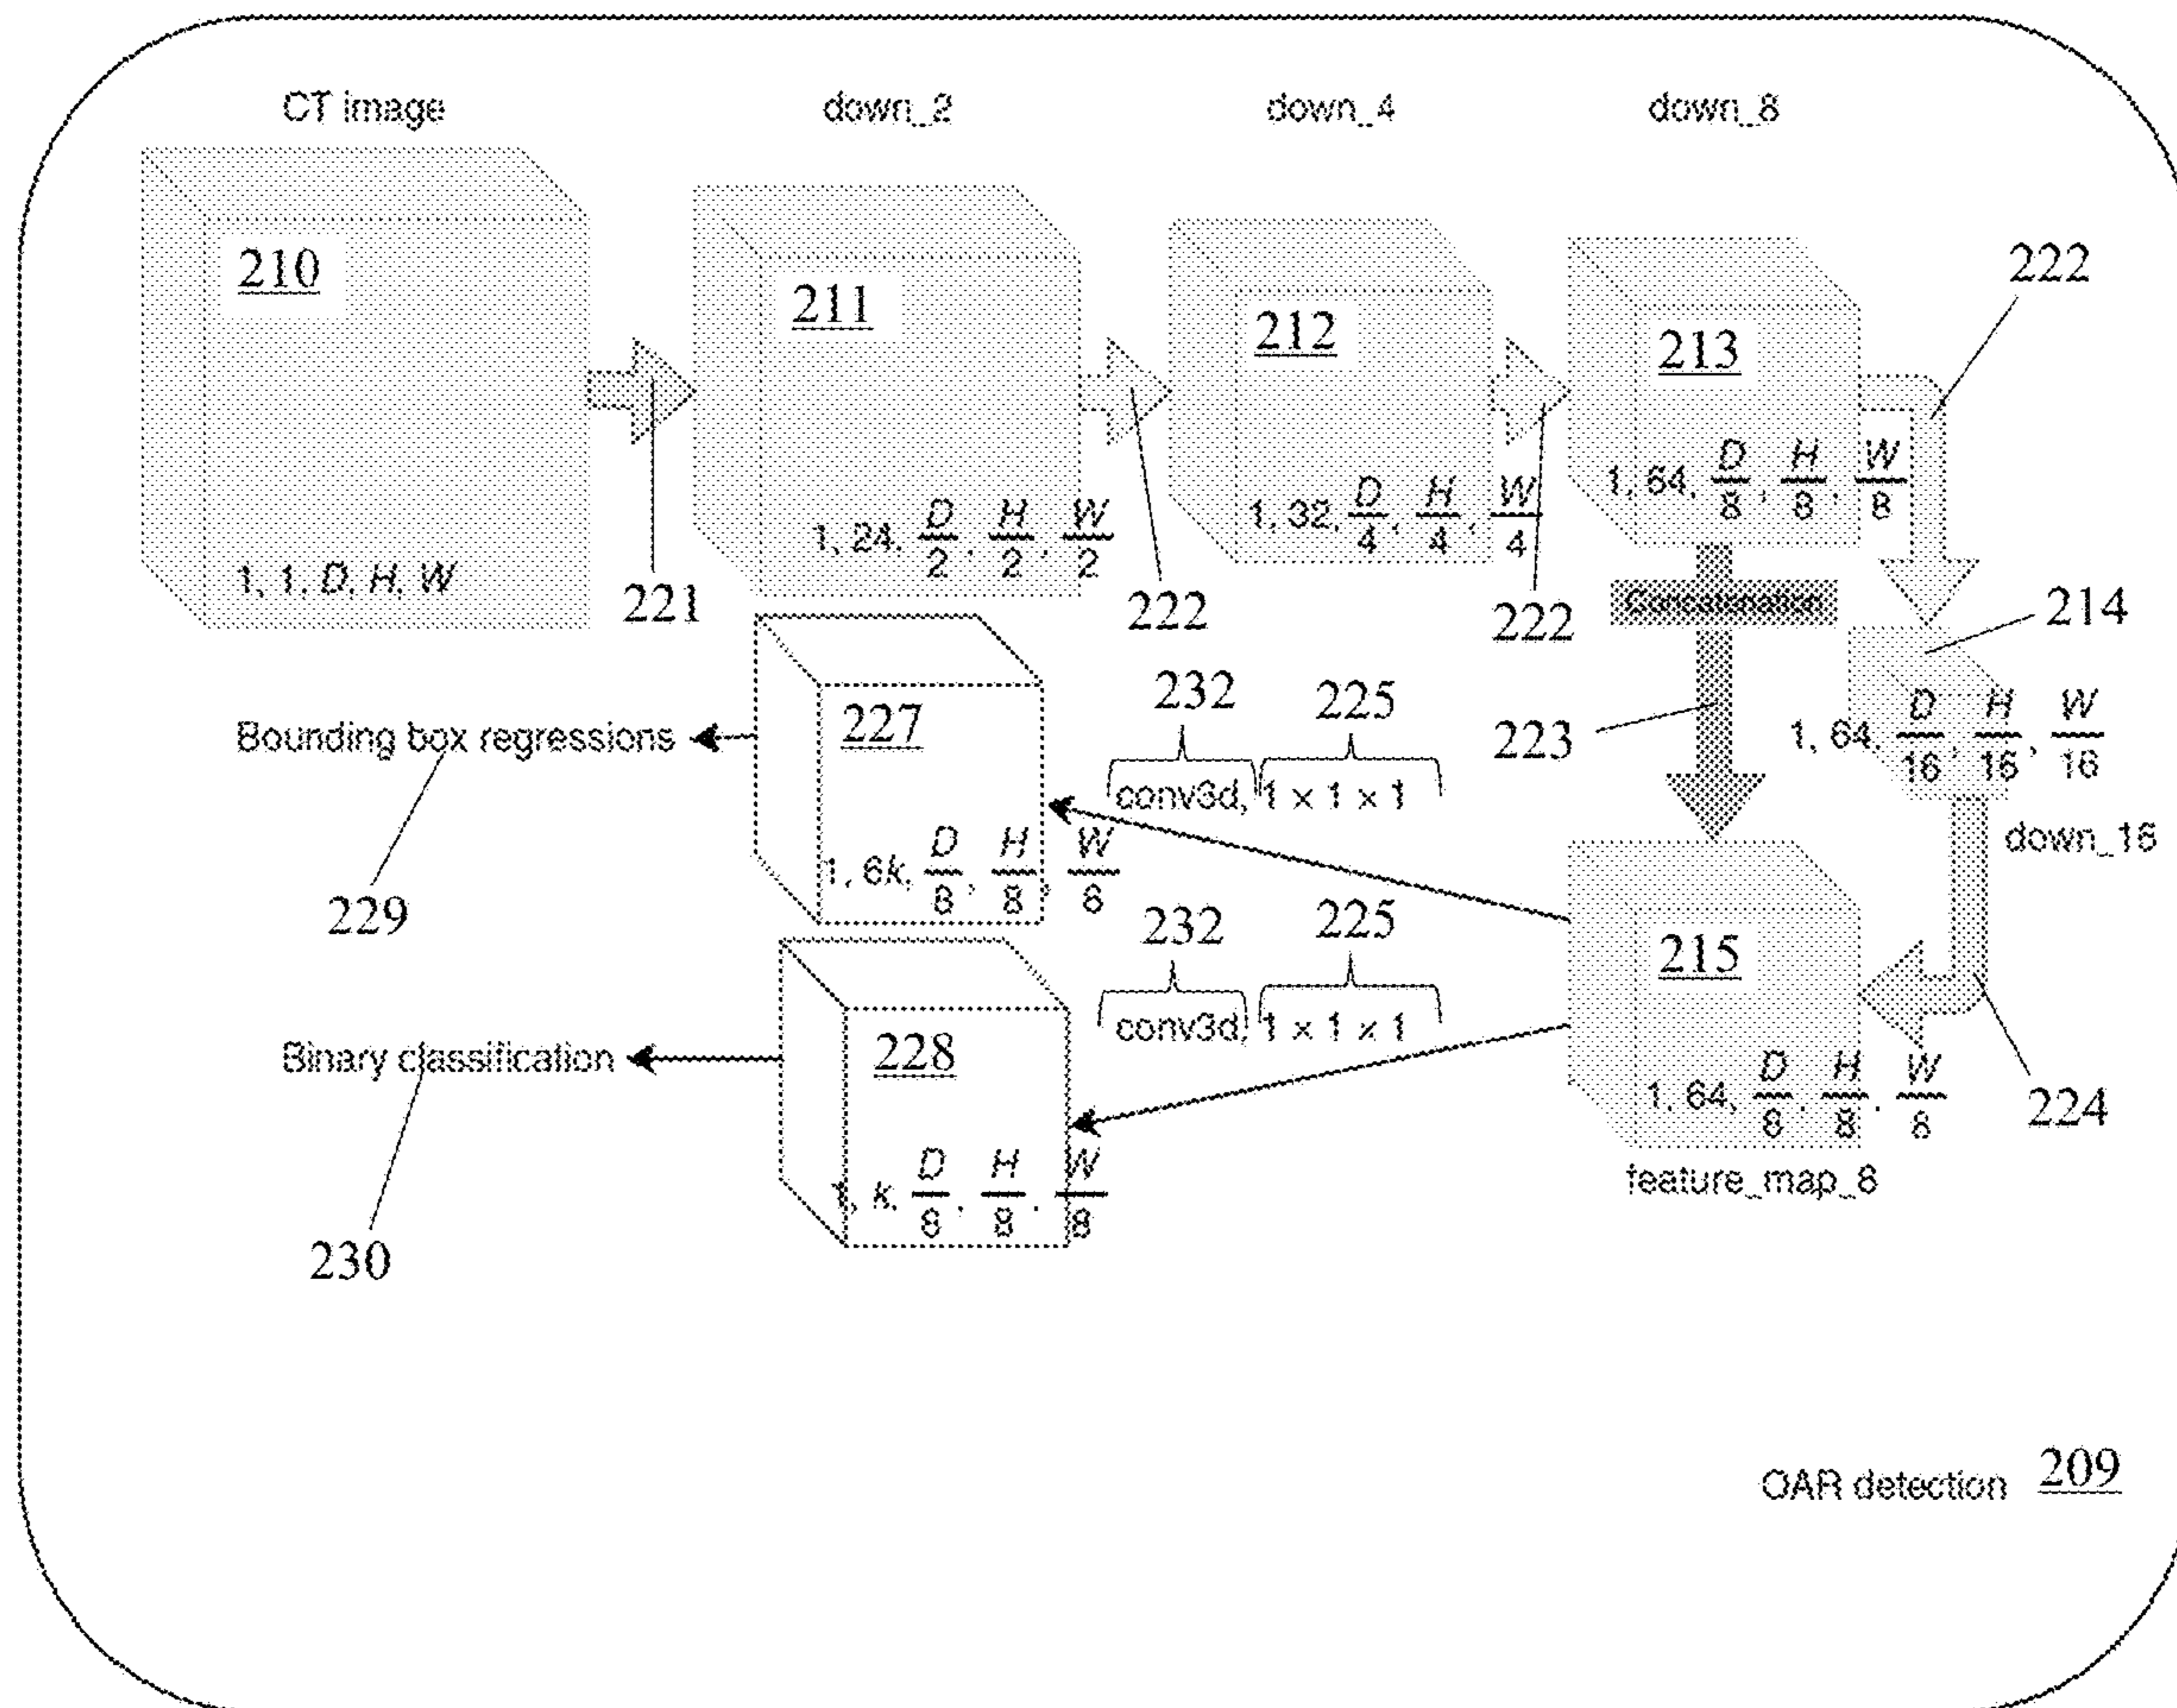 CT image
down_2
down_4
down_8
210
211
212
213
222
1, 1, D, H, W
1, 24, D/2, H/2, W/2
1, 32, D/4, H/4, W/4
1, 64, D/8, H/8, W/8
221
222
222
Concatenation
214
1, 64, D/16, H/16, W/16
down_16
223
232
225
conv3d, 1 × 1 × 1
227
Bounding box regressions
1, 6k, D/8, H/8, W/8
229
232
225
conv3d, 1 × 1 × 1
215
1, 64, D/8, H/8, W/8
224
feature_map_8
228
Binary classification
1, k, D/8, H/8, W/8
230
OAR detection 209